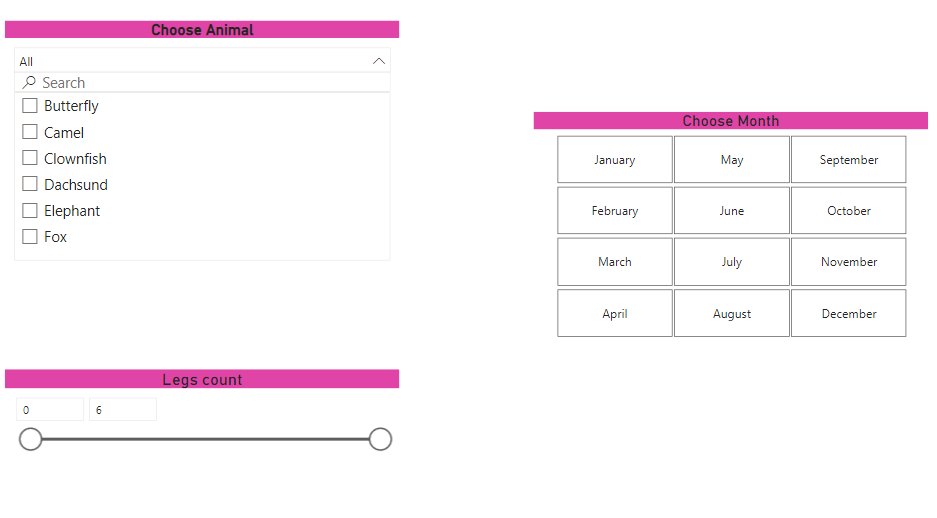 Choose Animal
All
Search
Butterfly
Camel
Clownfish
Dachsund
Elephant
Fox
Choose Month
January May September
February June October
March July November
April August December
Legs count
0 6